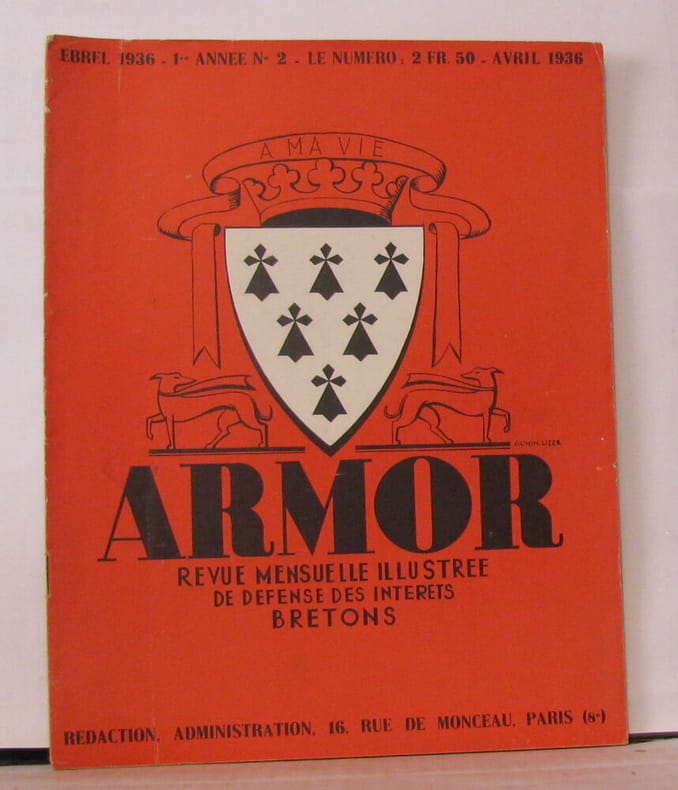 EBREL 1936 - 1re ANNEE No 2 - LE NUMERO : 2 FR. 50 - AVRIL 1936
A MA VIE
ARMOR
REVUE MENSUELLE ILLUSTREE
DE DEFENSE DES INTERETS
BRETONS
REDACTION, ADMINISTRATION, 16, RUE DE MONCEAU, PARIS (8e)